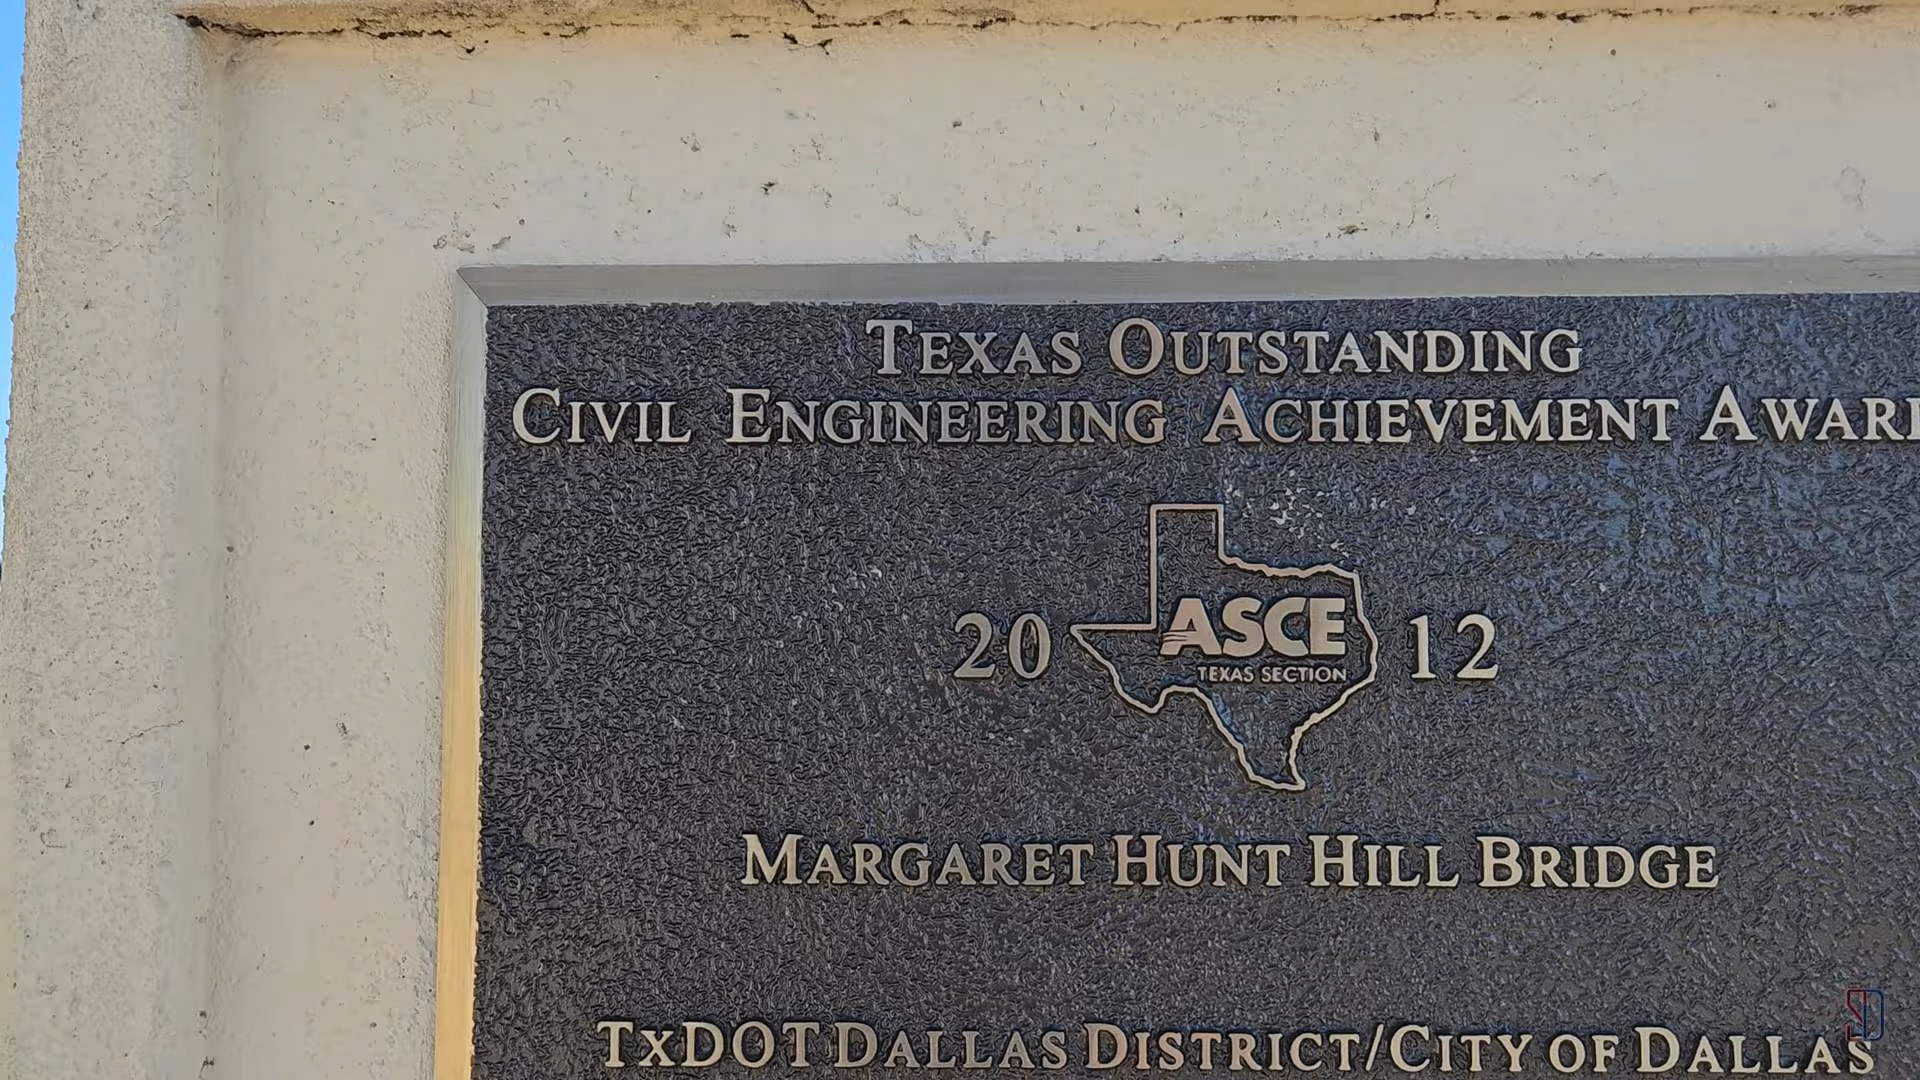 TEXAS OUTSTANDING
CIVIL ENGINEERING ACHIEVEMENT AWAR
20 ASCE 12
TEXAS SECTION
MARGARET HUNT HILL BRIDGE
TXDOT DALLAS DISTRICT/CITY OF DALLAS